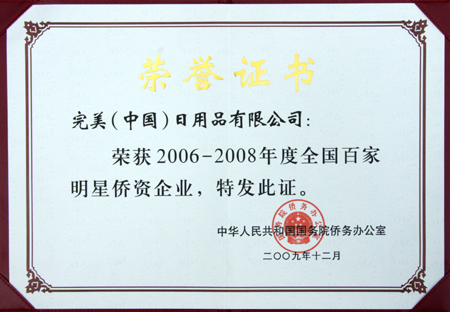 荣誉证书
完美(中国)日用品有限公司:
荣获2006-2008年度全国百家
明星侨资企业,特发此证。
中华人民共和国国务院侨务办公室
二〇〇九年十二月